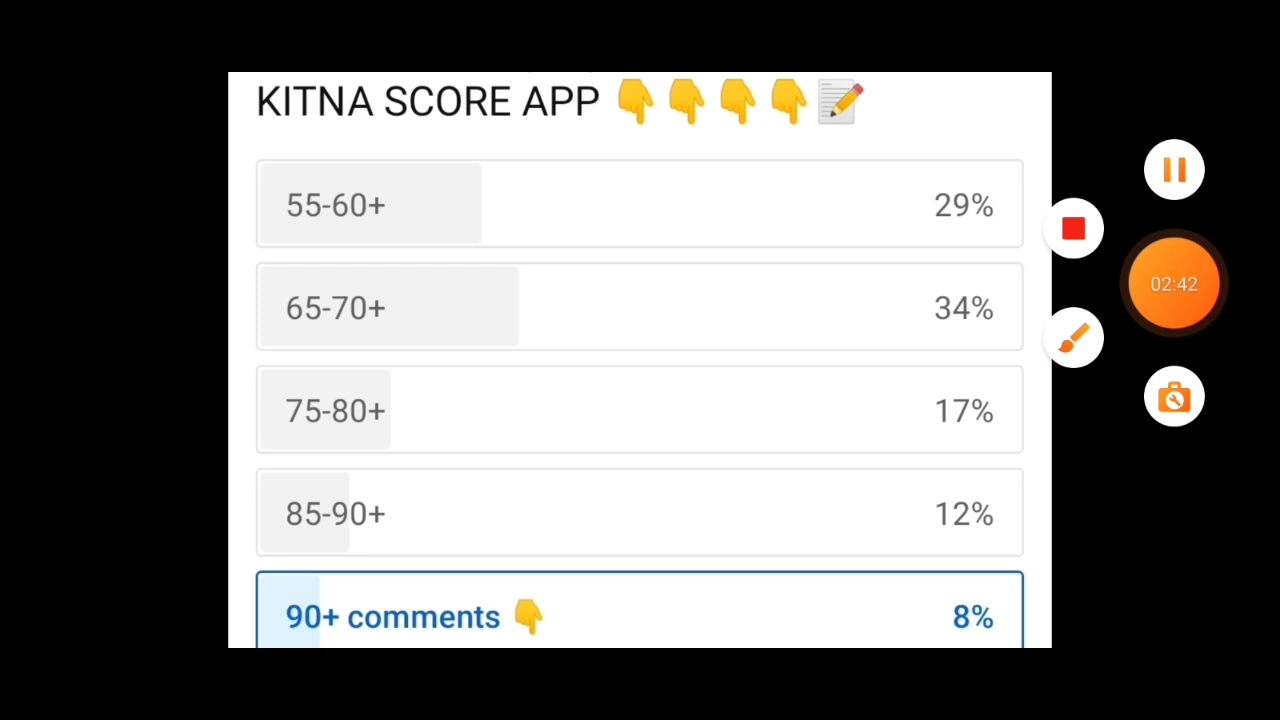 KITNA SCORE APP 👇👇👇👇📝
55-60+ 29%
65-70+ 34%
02:42
75-80+ 17%
85-90+ 12%
90+ comments 👇 8%